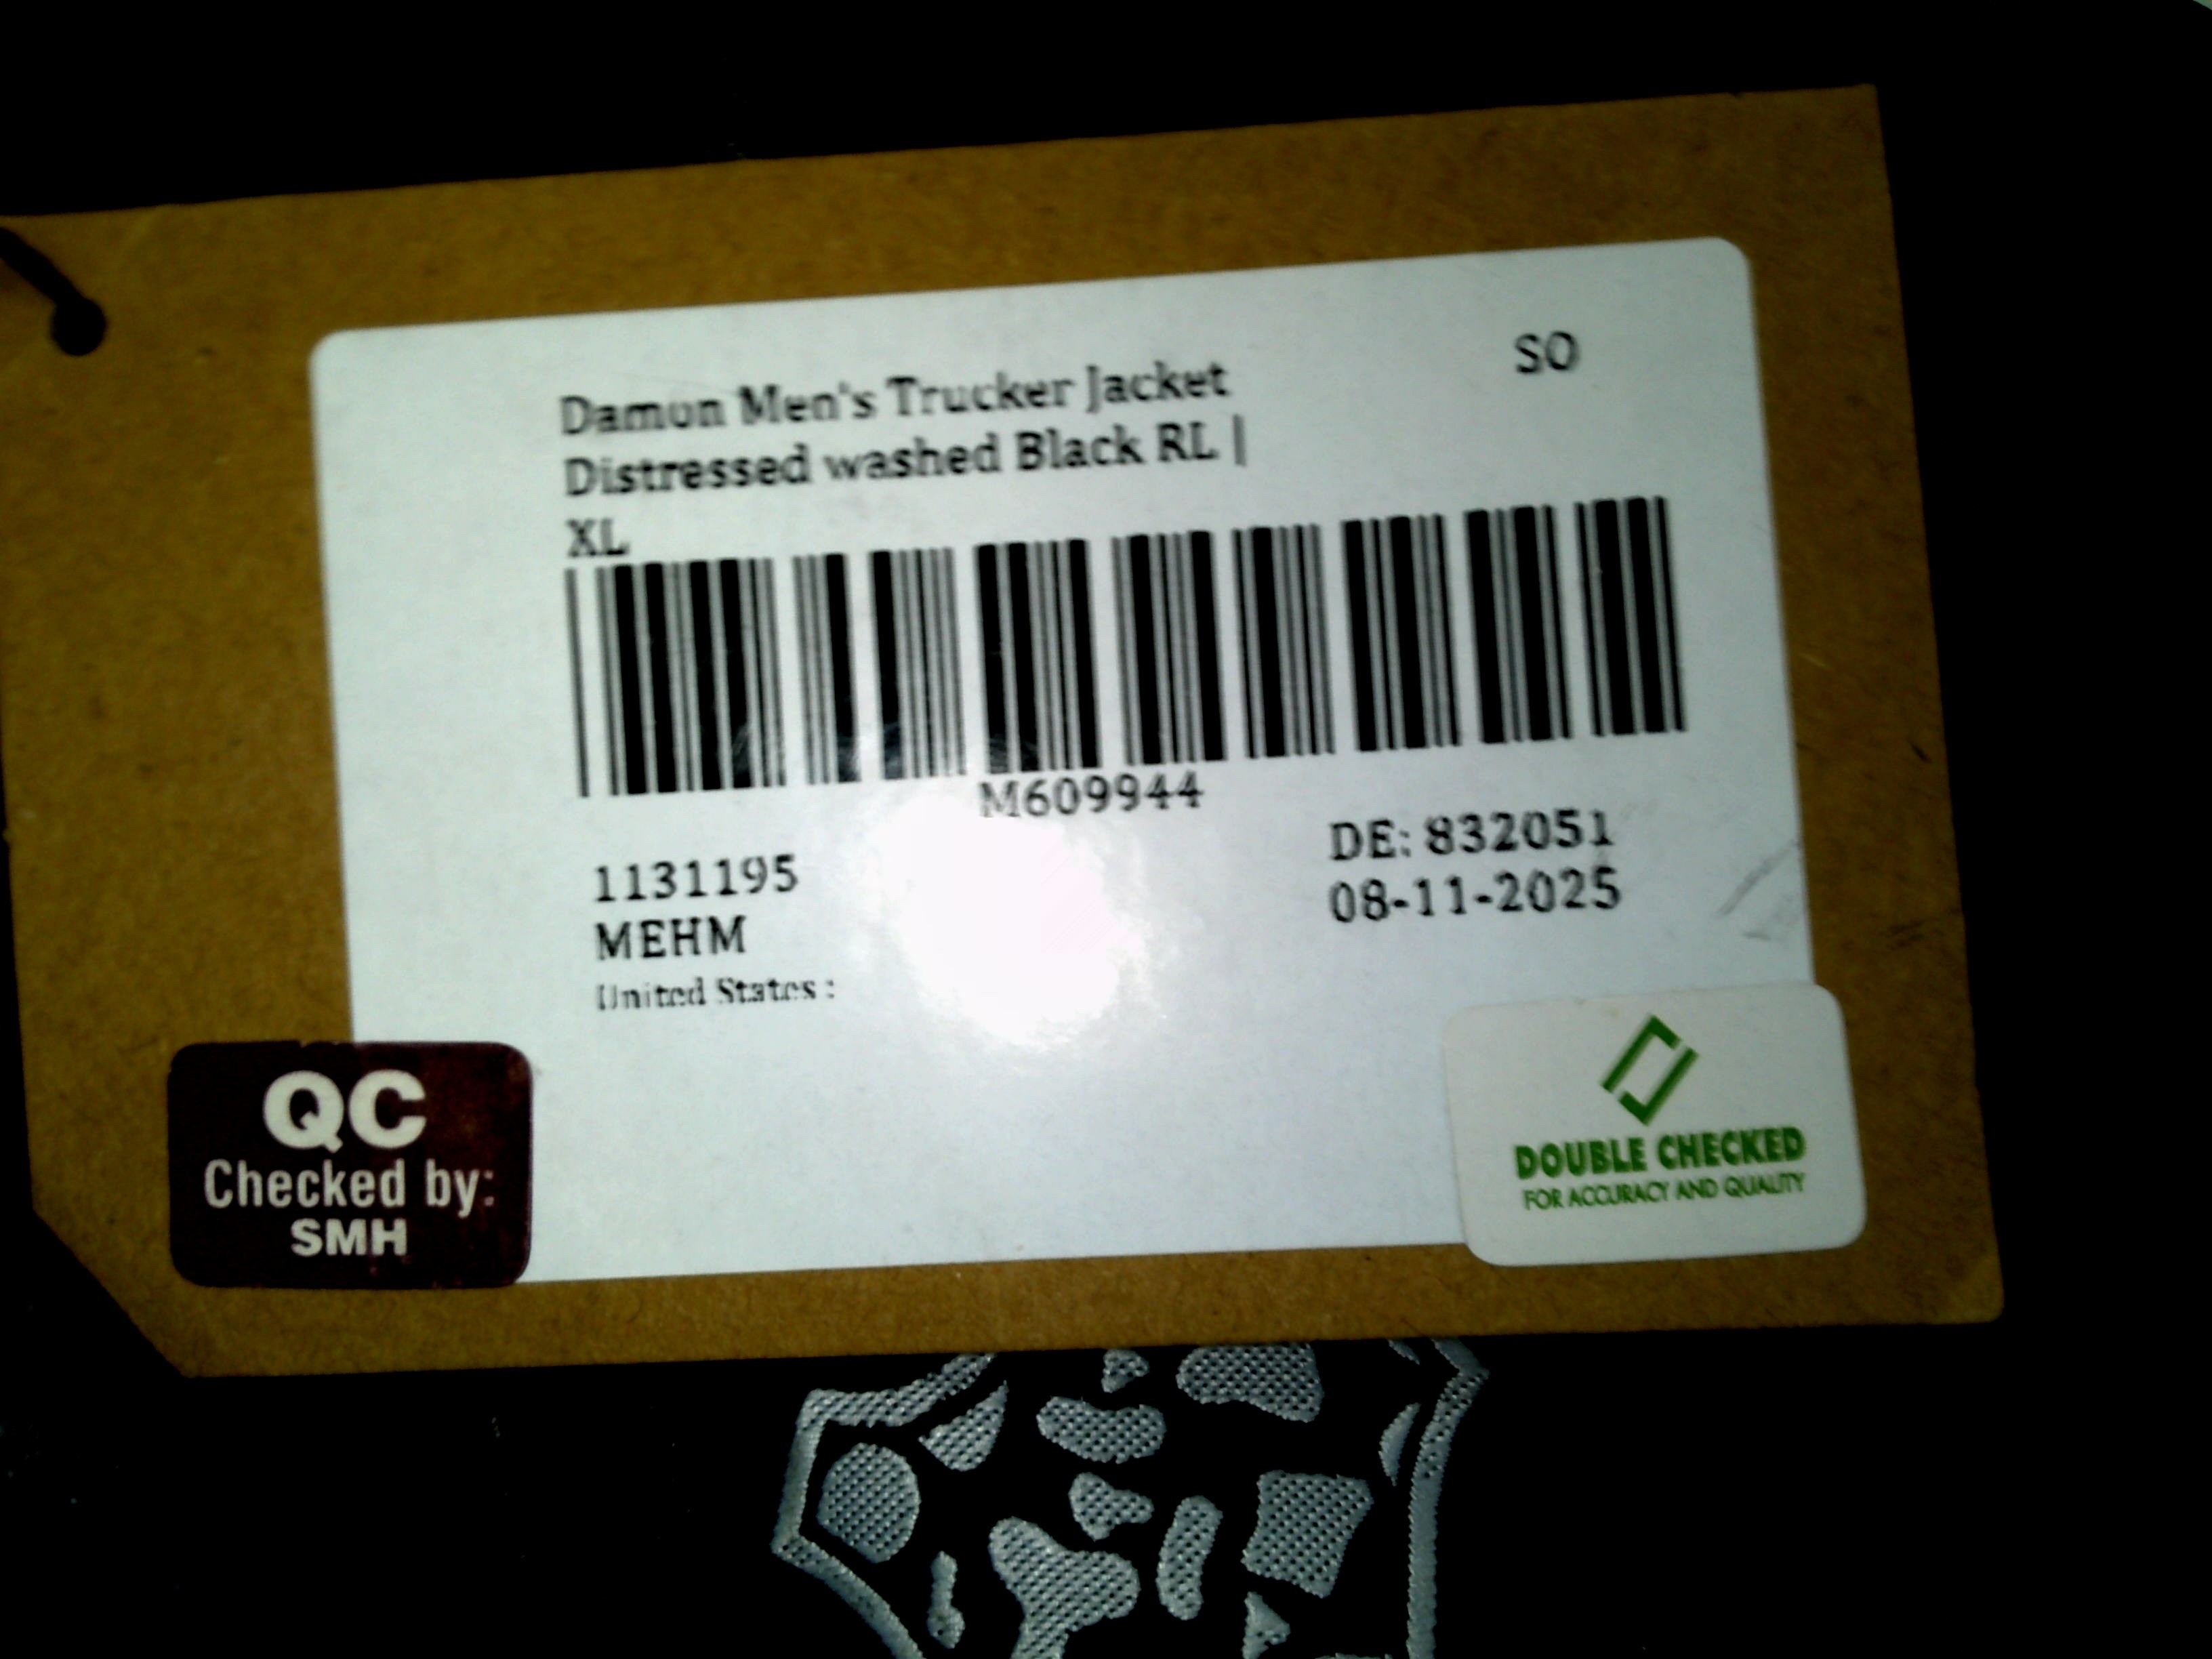 Damon Men's Trucker Jacket
SO
Distressed washed Black RL |
XL
M609944
1131195
DE: 832051
MEHM
08-11-2025
United States :
QC
Checked by:
SMH
DOUBLE CHECKED
FOR ACCURACY AND QUALITY